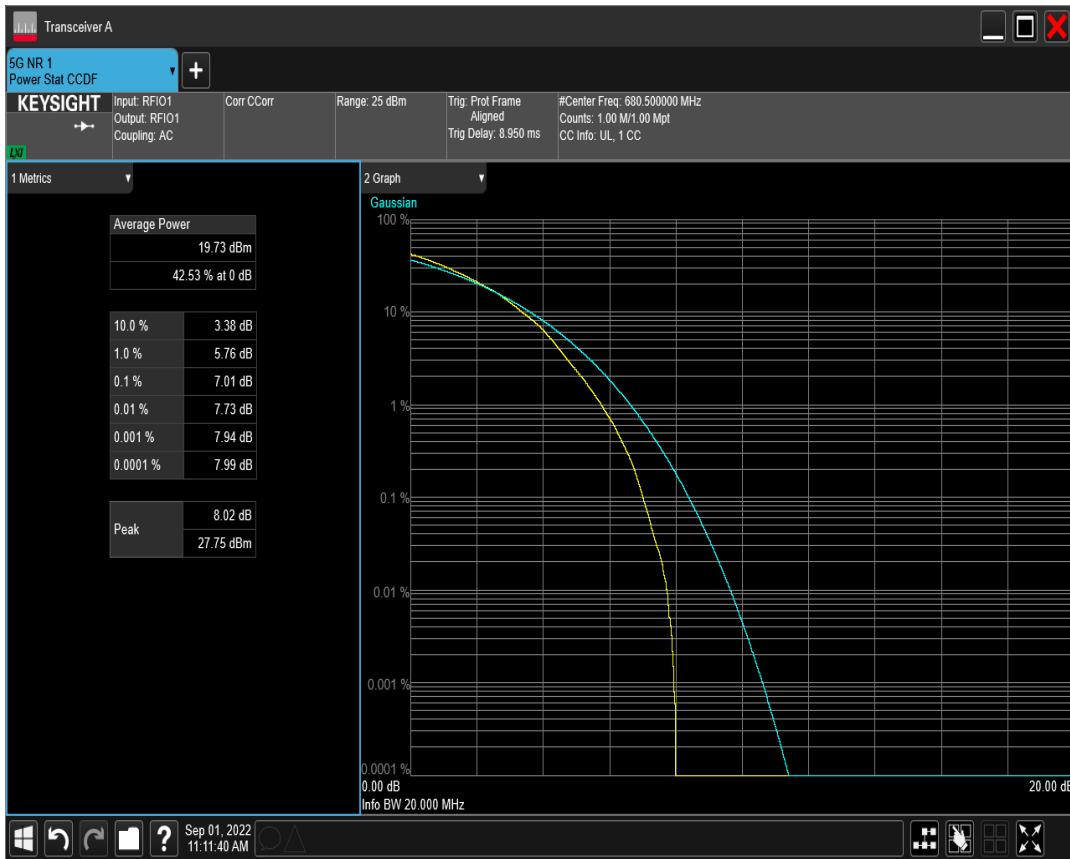 Transceiver A
5G NR 1
Power Stat CCDF
KEYSIGHT
LXI
Input: RFIO1
Output: RFIO1
Coupling: AC
Corr CCorr
Range: 25 dBm
Trig: Prot Frame
Aligned
Trig Delay: 8.950 ms
#Center Freq: 680.500000 MHz
Counts: 1.00 M/1.00 Mpt
CC Info: UL, 1 CC
1 Metrics
Average Power
19.73 dBm
42.53 % at 0 dB
10.0 % 3.38 dB
1.0 % 5.76 dB
0.1 % 7.01 dB
0.01 % 7.73 dB
0.001 % 7.94 dB
0.0001 % 7.99 dB
Peak 8.02 dB
27.75 dBm
2 Graph
Gaussian
100 %
10 %
1 %
0.1 %
0.01 %
0.001 %
0.0001 %
0.00 dB 20.00 dB
Info BW 20.000 MHz
Sep 01, 2022
11:11:40 AM